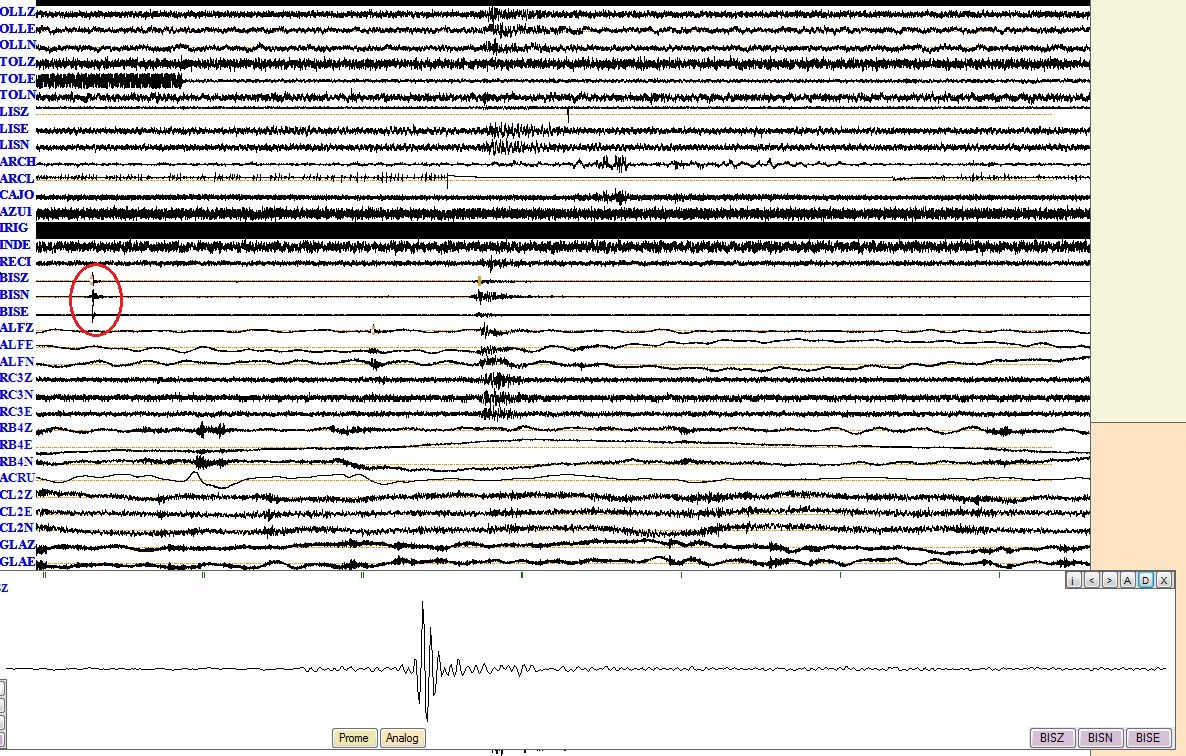 OLLZ
OLLE
OLLN
TOLZ
TOLE
TOLN
LISZ
LISE
LISN
ARCH
ARCL
CAJO
AZU1
IRIG
INDE
RECI
BISZ
BISN
BISE
ALFZ
ALFE
ALFN
RC3Z
RC3N
RC3E
RB4Z
RB4E
RB4N
ACRU
CL2Z
CL2E
CL2N
GLAZ
GLAE
i < > A D X
SZ
Prome Analog BISZ BISN BISE